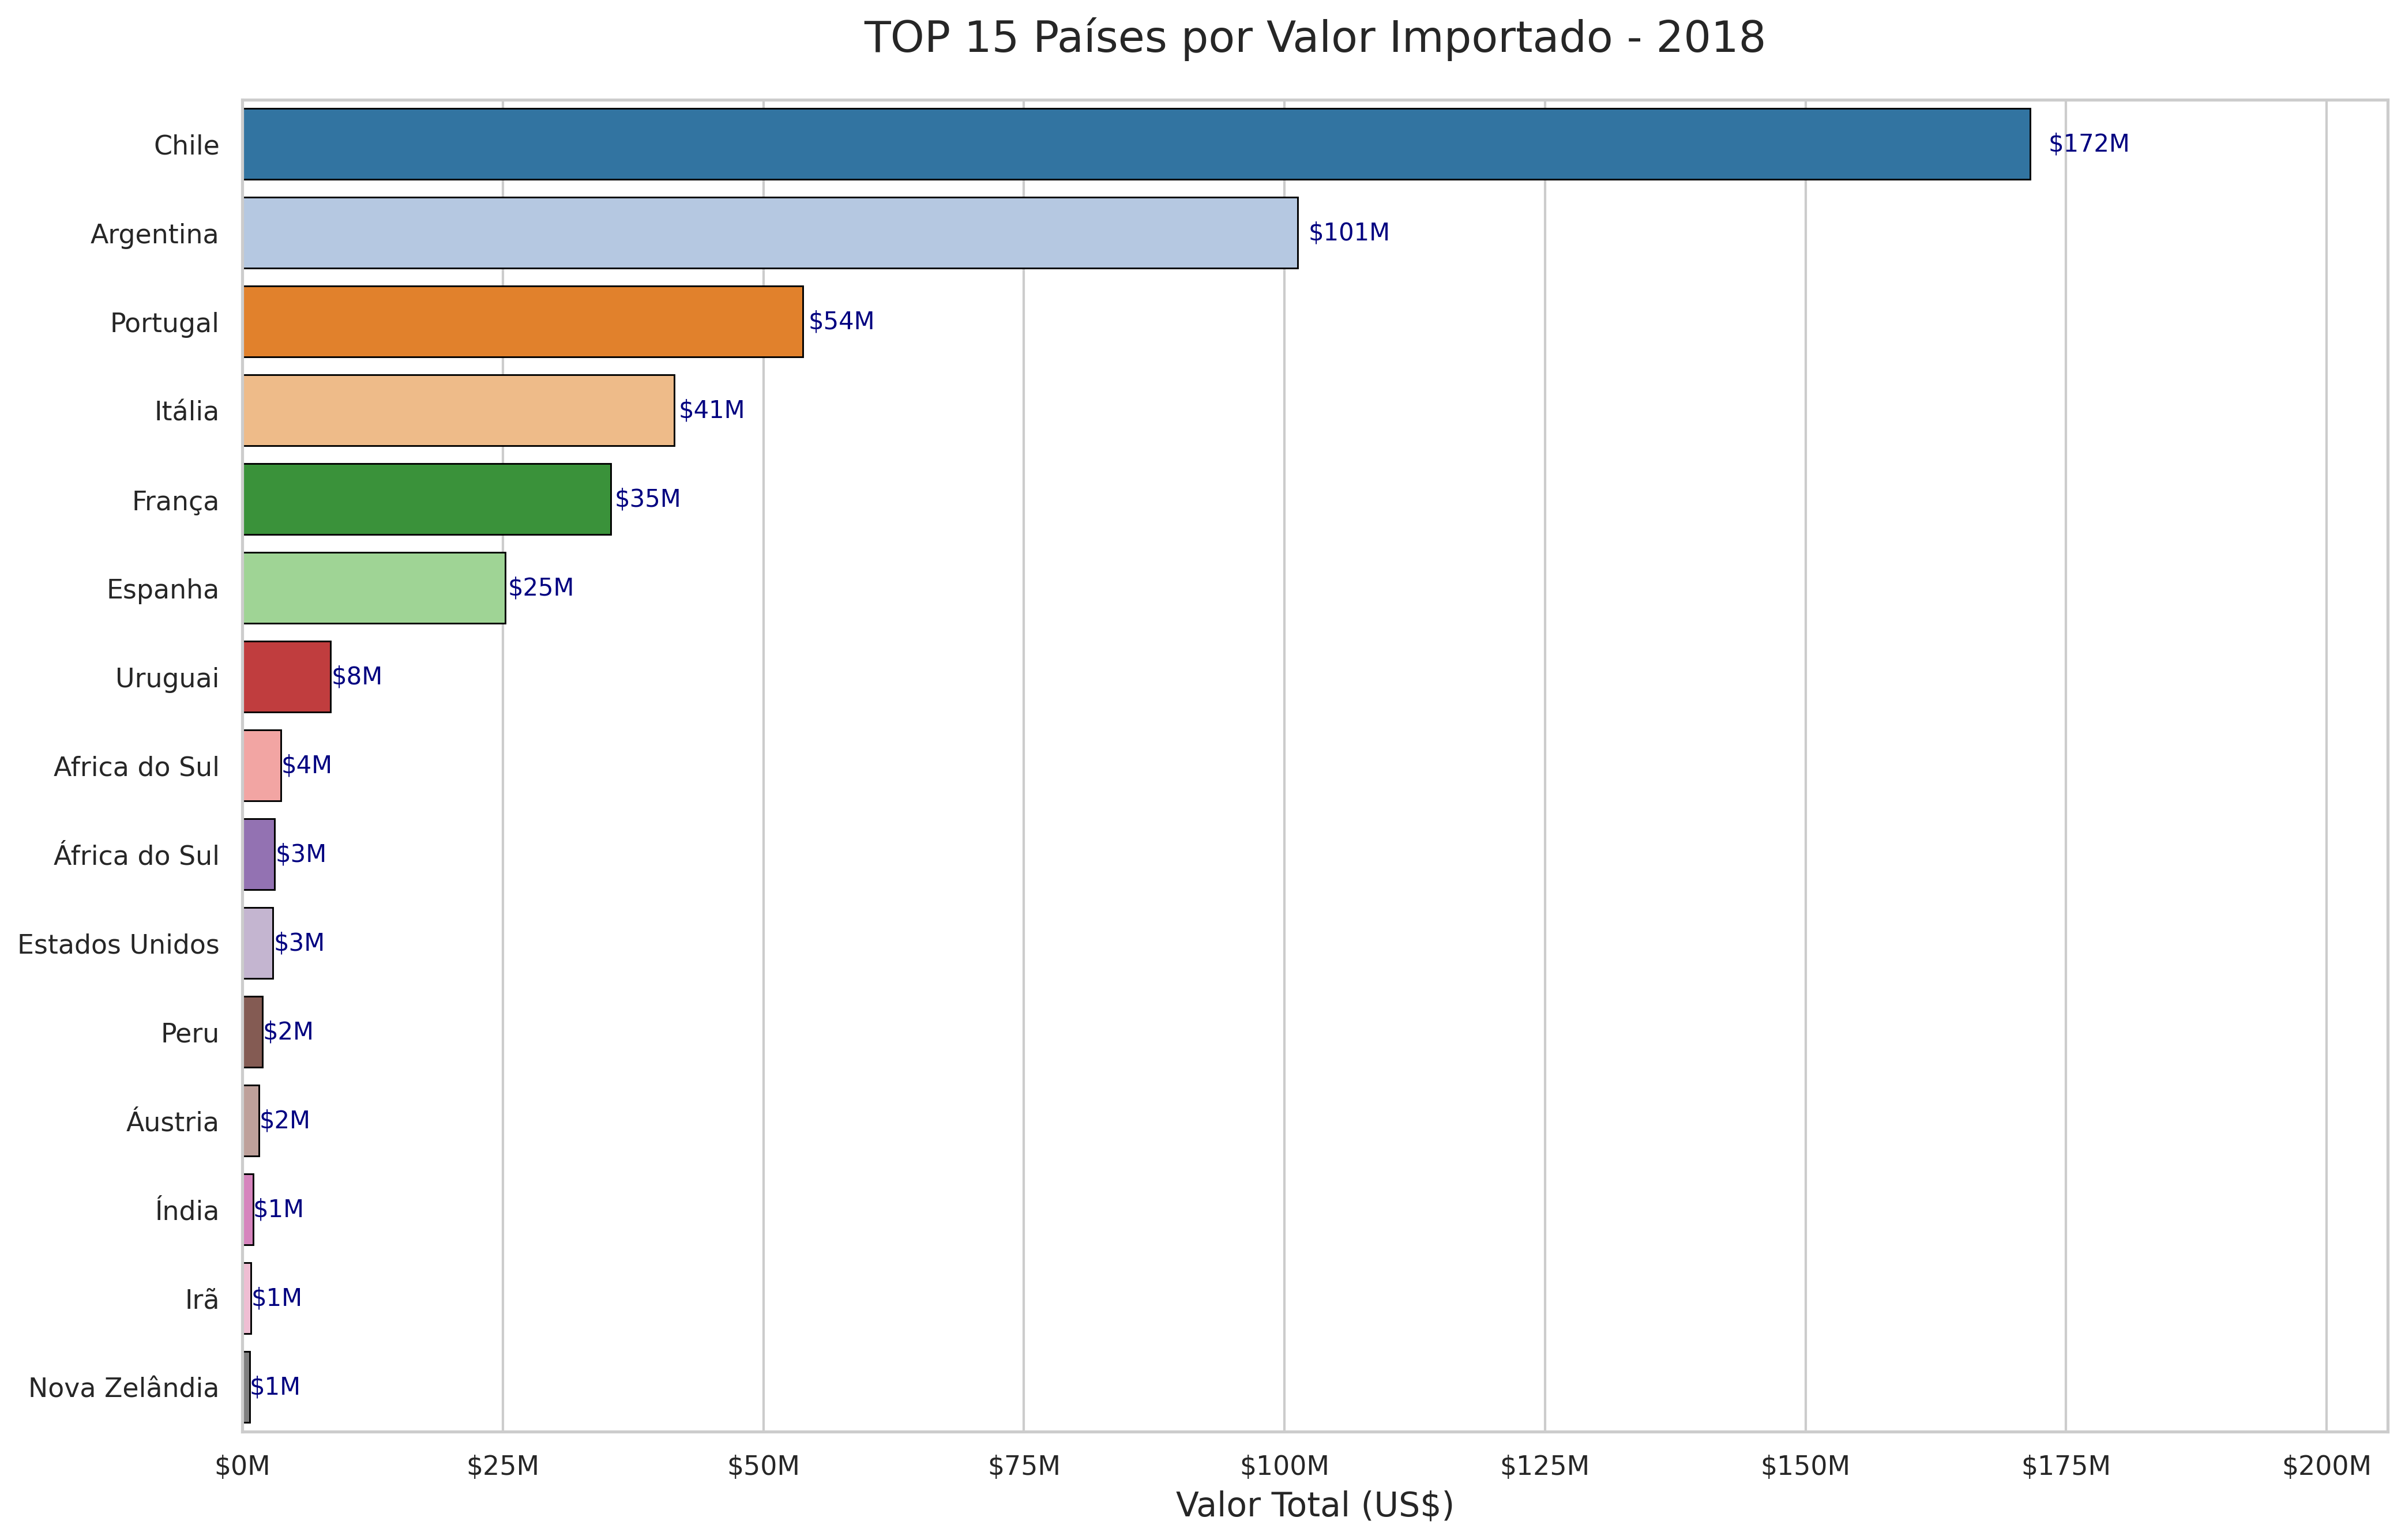 TOP 15 Países por Valor Importado - 2018
Chile $172M
Argentina $101M
Portugal $54M
Itália $41M
França $35M
Espanha $25M
Uruguai $8M
Africa do Sul $4M
África do Sul $3M
Estados Unidos $3M
Peru $2M
Áustria $2M
Índia $1M
Irã $1M
Nova Zelândia $1M
$0M $25M $50M $75M $100M $125M $150M $175M $200M
Valor Total (US$)